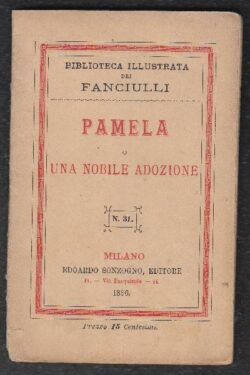 BIBLIOTECA ILLUSTRATA
DEI
FANCIULLI
PAMELA
O
UNA NOBILE ADOZIONE
N. 31.
MILANO
EDOARDO SONZOGNO, EDITORE
14. — Via Pasquirolo — 14.
1886.
Prezzo 15 Centesimi.